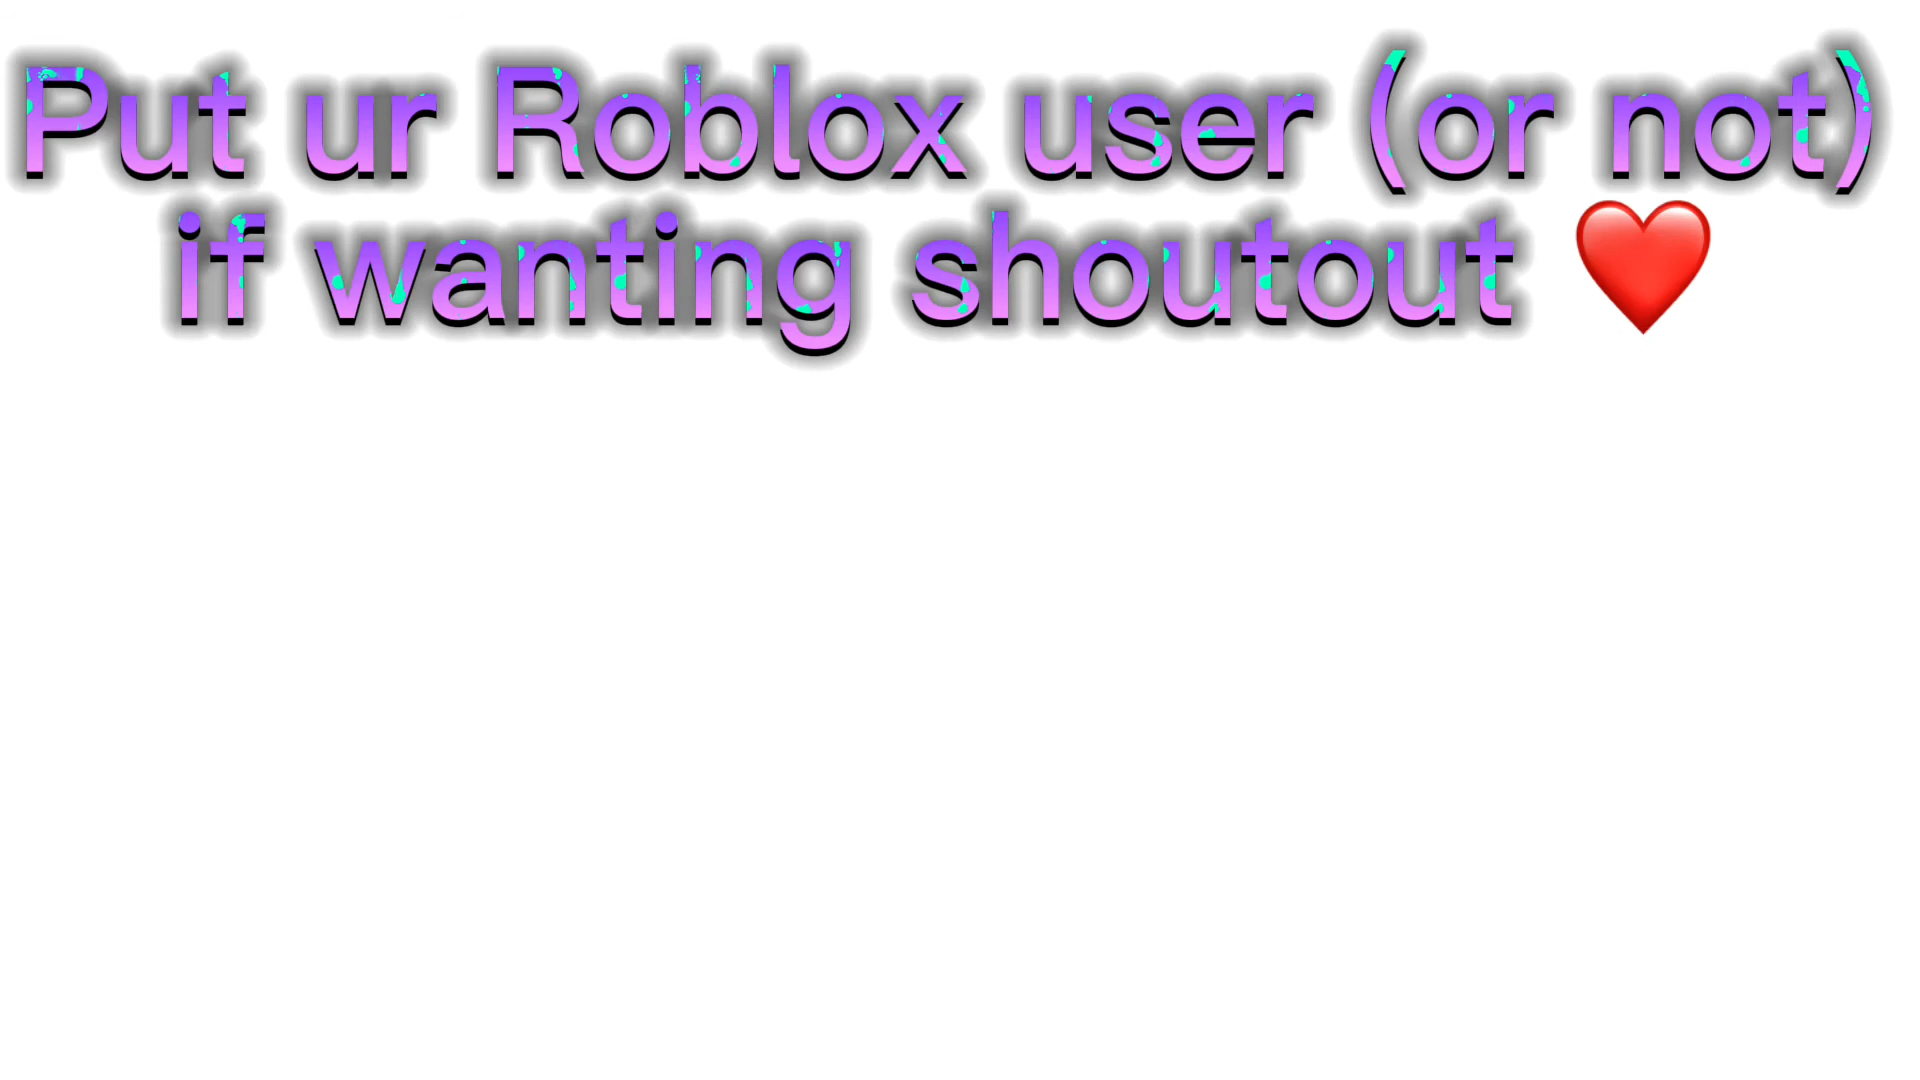 Put ur Roblox user (or not)
if wanting shoutout ❤️